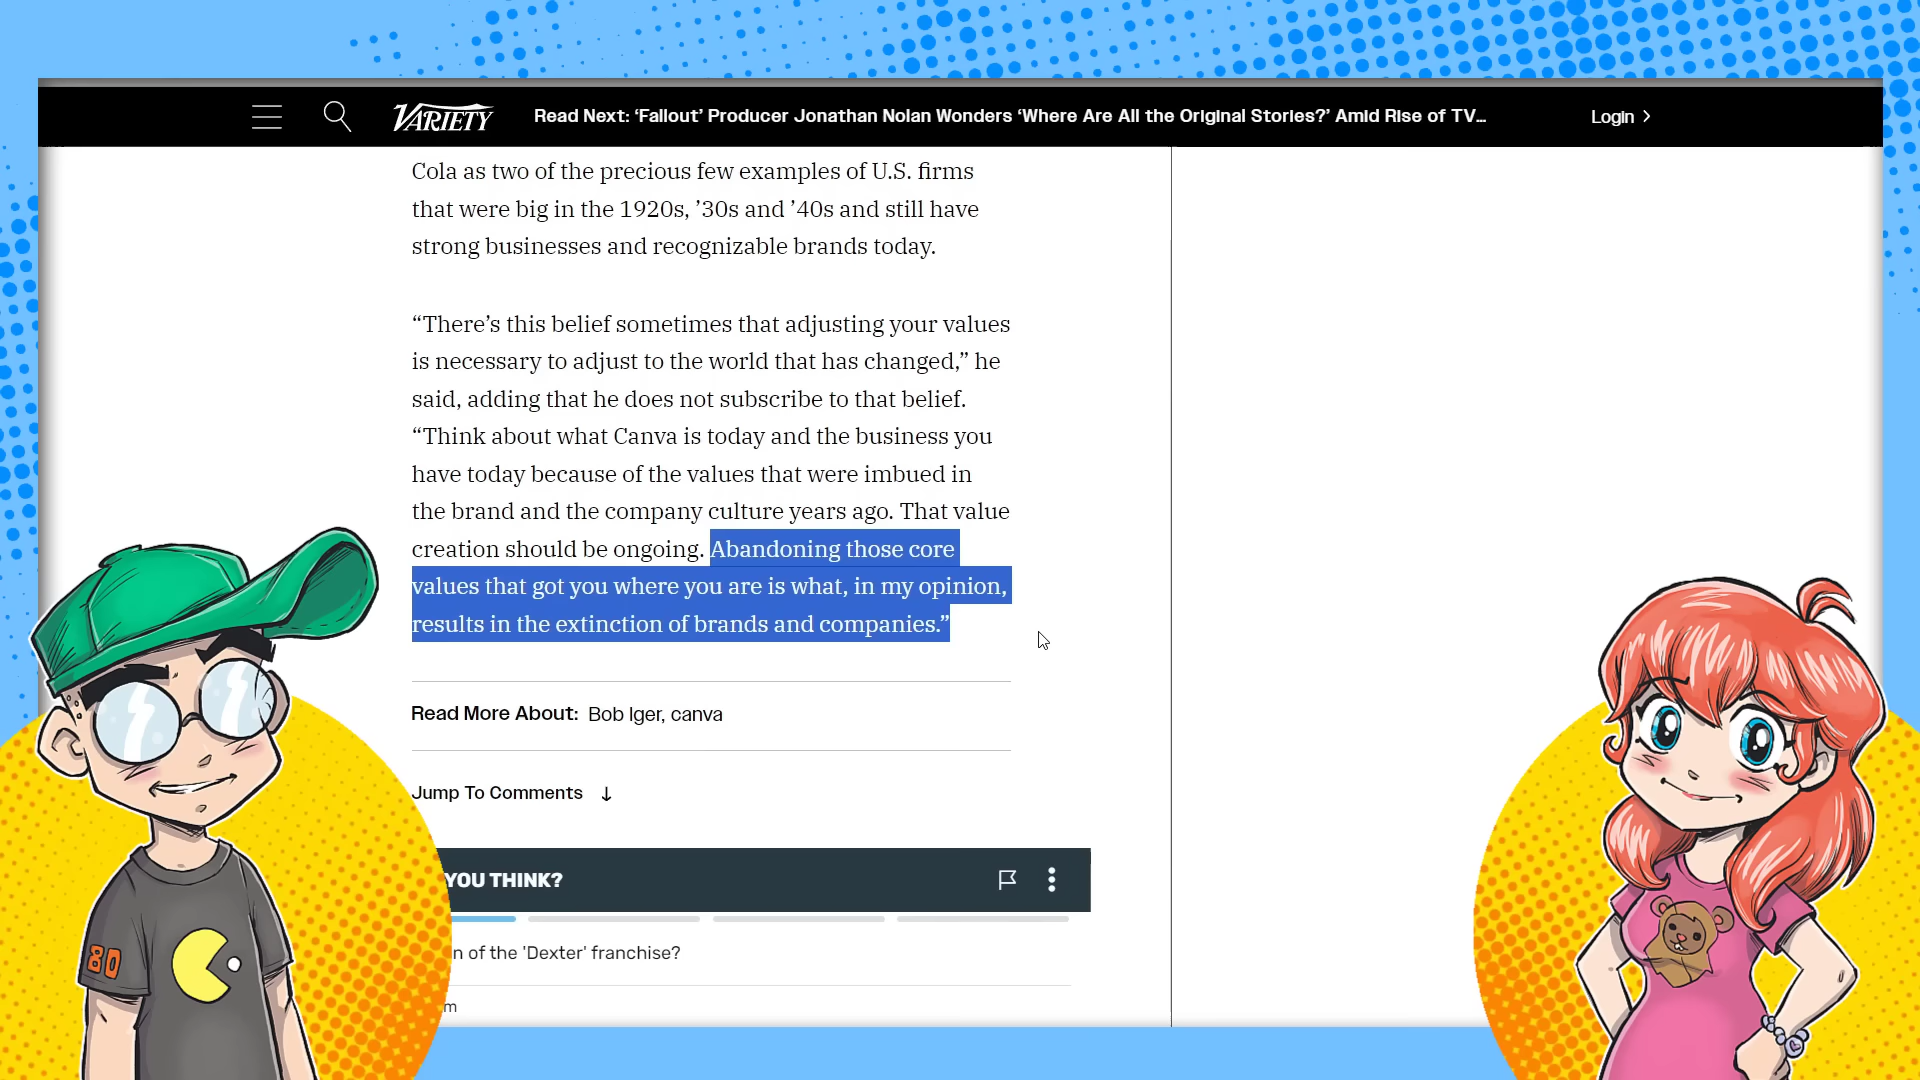 VARIETY
Read Next: ‘Fallout’ Producer Jonathan Nolan Wonders ‘Where Are All the Original Stories?’ Amid Rise of TV...
Login
Cola as two of the precious few examples of U.S. firms
that were big in the 1920s, ’30s and ’40s and still have
strong businesses and recognizable brands today.
“There’s this belief sometimes that adjusting your values
is necessary to adjust to the world that has changed,” he
said, adding that he does not subscribe to that belief.
“Think about what Canva is today and the business you
have today because of the values that were imbued in
the brand and the company culture years ago. That value
creation should be ongoing. Abandoning those core
values that got you where you are is what, in my opinion,
results in the extinction of brands and companies.”
Read More About: Bob Iger, canva
Jump To Comments
YOU THINK?
n of the 'Dexter' franchise?
m
80